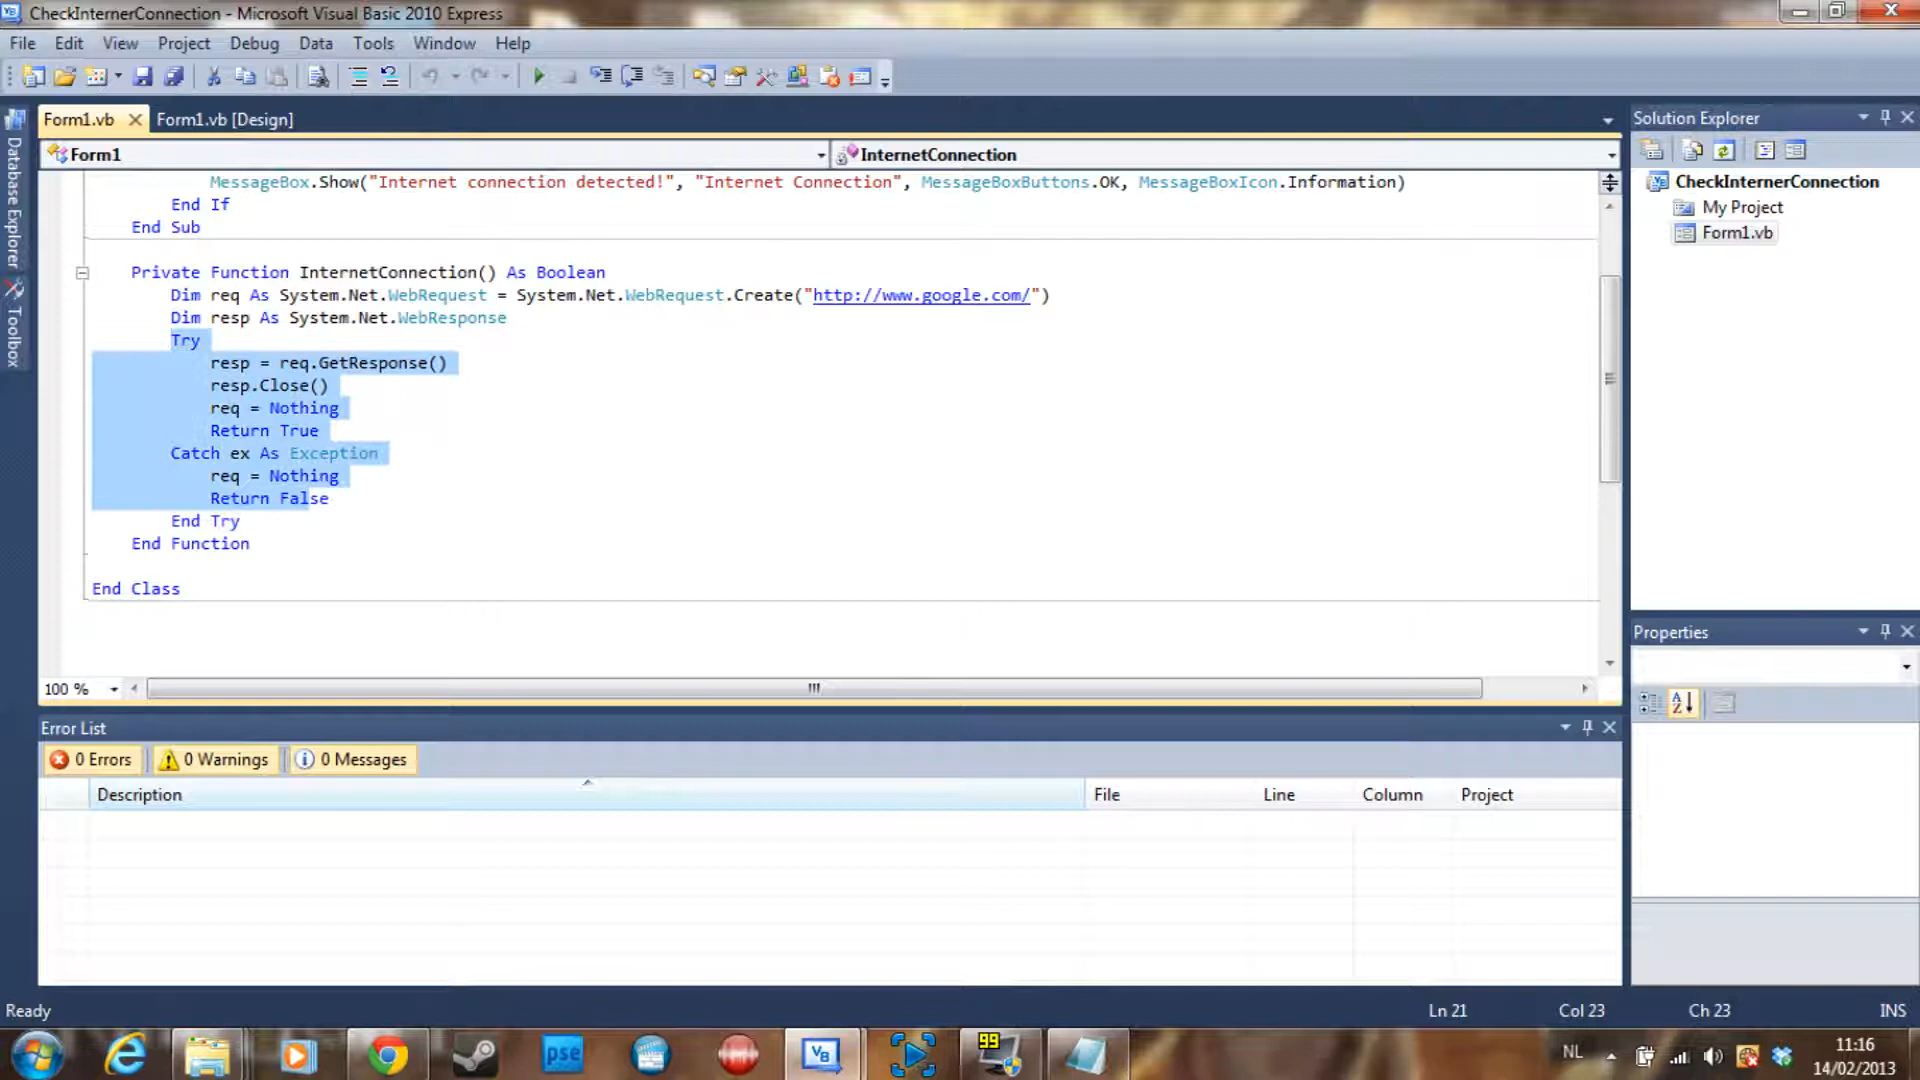 CheckInternerConnection - Microsoft Visual Basic 2010 Express
File Edit View Project Debug Data Tools Window Help
Form1.vb Form1.vb [Design]
Form1 InternetConnection
MessageBox.Show("Internet connection detected!", "Internet Connection", MessageBoxButtons.OK, MessageBoxIcon.Information)
End If
End Sub
Private Function InternetConnection() As Boolean
Dim req As System.Net.WebRequest = System.Net.WebRequest.Create("http://www.google.com/")
Dim resp As System.Net.WebResponse
Try
resp = req.GetResponse()
resp.Close()
req = Nothing
Return True
Catch ex As Exception
req = Nothing
Return False
End Try
End Function
End Class
100 %
Database Explorer
Toolbox
Solution Explorer
CheckInternerConnection
My Project
Form1.vb
Properties
Error List
0 Errors 0 Warnings 0 Messages
Description File Line Column Project
Ready Ln 21 Col 23 Ch 23 INS
VB
pse
VB
99
NL
11:16
14/02/2013